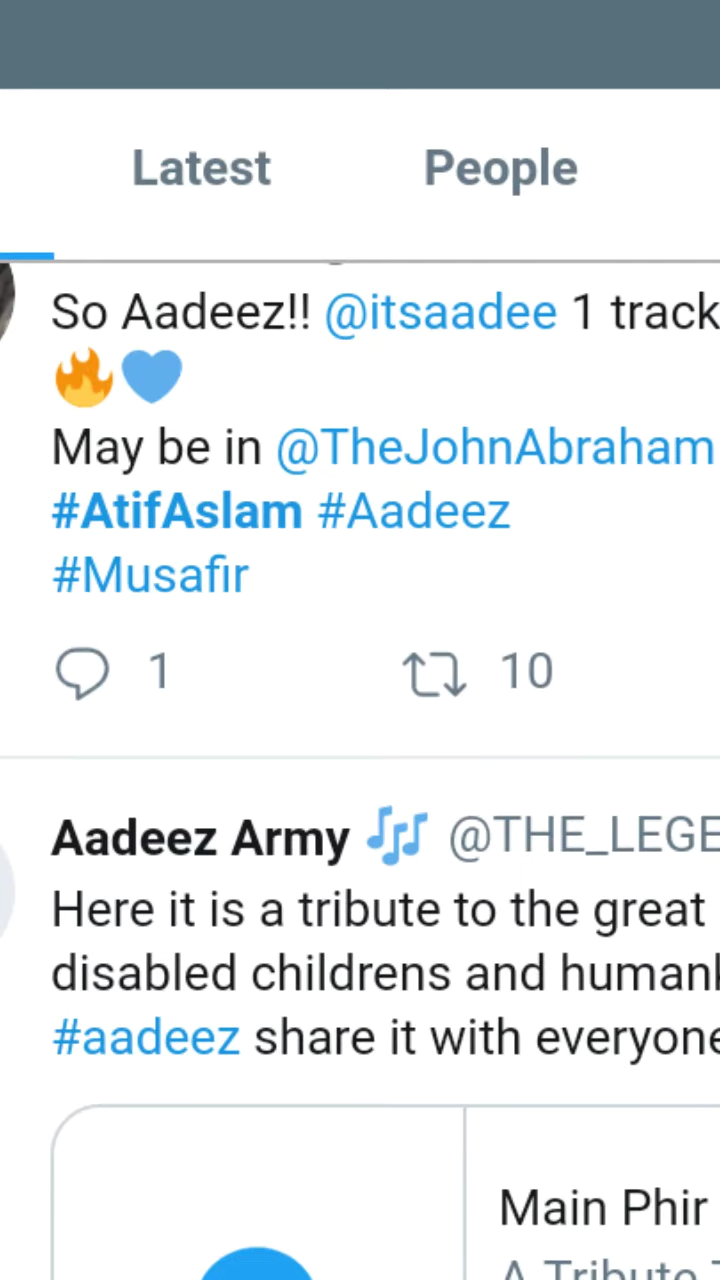 Latest People
So Aadeez!! @itsaadee 1 track
🔥💙
May be in @TheJohnAbraham
#AtifAslam #Aadeez
#Musafir
1 10
Aadeez Army 🎶 @THE_LEGE
Here it is a tribute to the great
disabled childrens and human
#aadeez share it with everyone
Main Phir
A Tribute